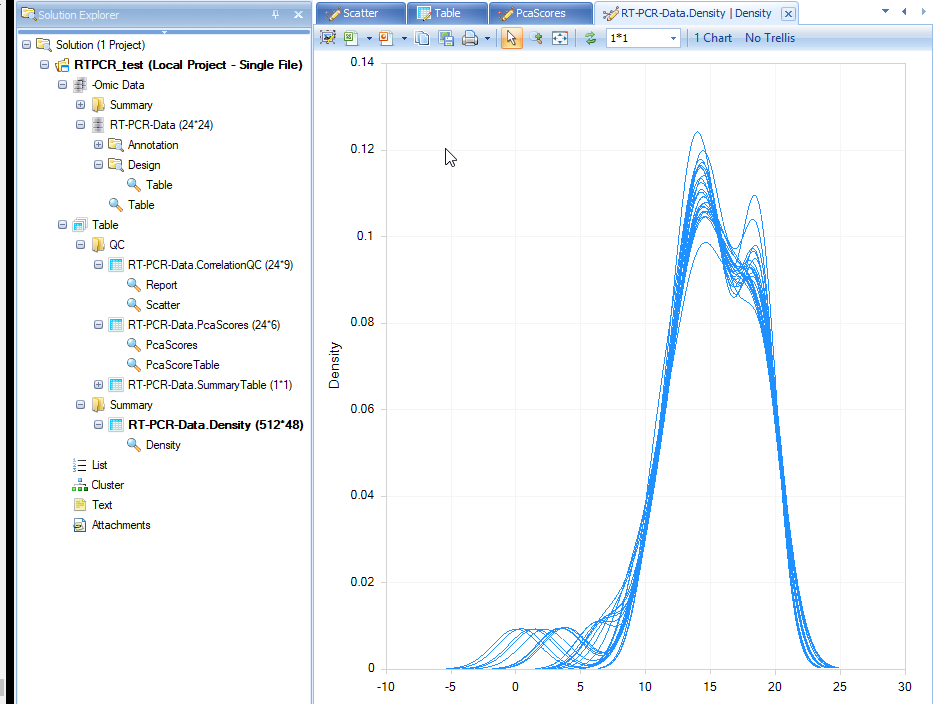 Solution Explorer
Solution (1 Project)
RTPCR_test (Local Project - Single File)
-Omic Data
Summary
RT-PCR-Data (24*24)
Annotation
Design
Table
Table
Table
QC
RT-PCR-Data.CorrelationQC (24*9)
Report
Scatter
RT-PCR-Data.PcaScores (24*6)
PcaScores
PcaScoreTable
RT-PCR-Data.SummaryTable (1*1)
Summary
RT-PCR-Data.Density (512*48)
Density
List
Cluster
Text
Attachments
Scatter Table PcaScores RT-PCR-Data.Density | Density
1*1 1 Chart No Trellis
0.14
0.12
0.1
0.08
0.06
0.04
0.02
0
Density
-10 -5 0 5 10 15 20 25 30